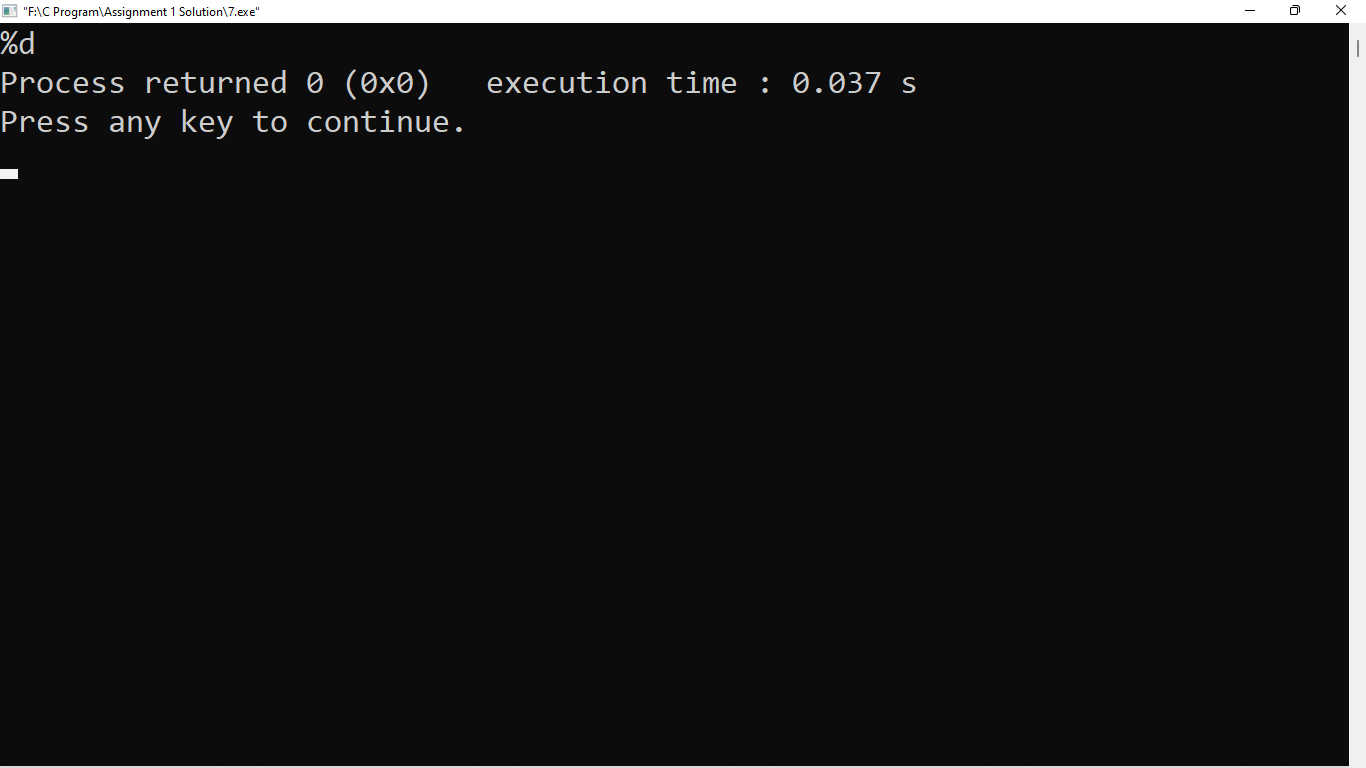 "F:\C Program\Assignment 1 Solution\7.exe"
%d
Process returned 0 (0x0)   execution time : 0.037 s
Press any key to continue.